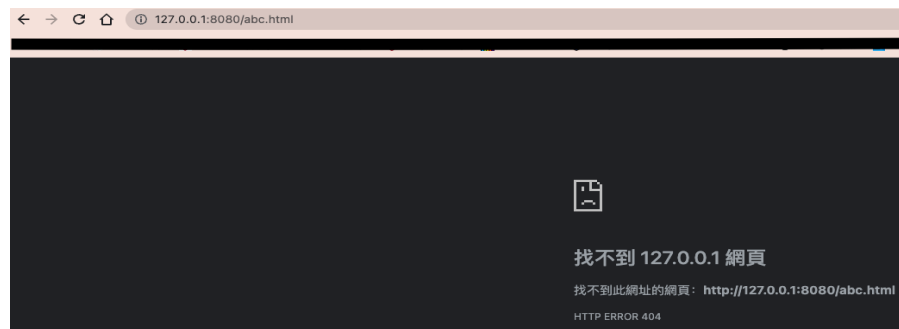 127.0.0.1:8080/abc.html
找不到 127.0.0.1 網頁
找不到此網址的網頁：http://127.0.0.1:8080/abc.html
HTTP ERROR 404